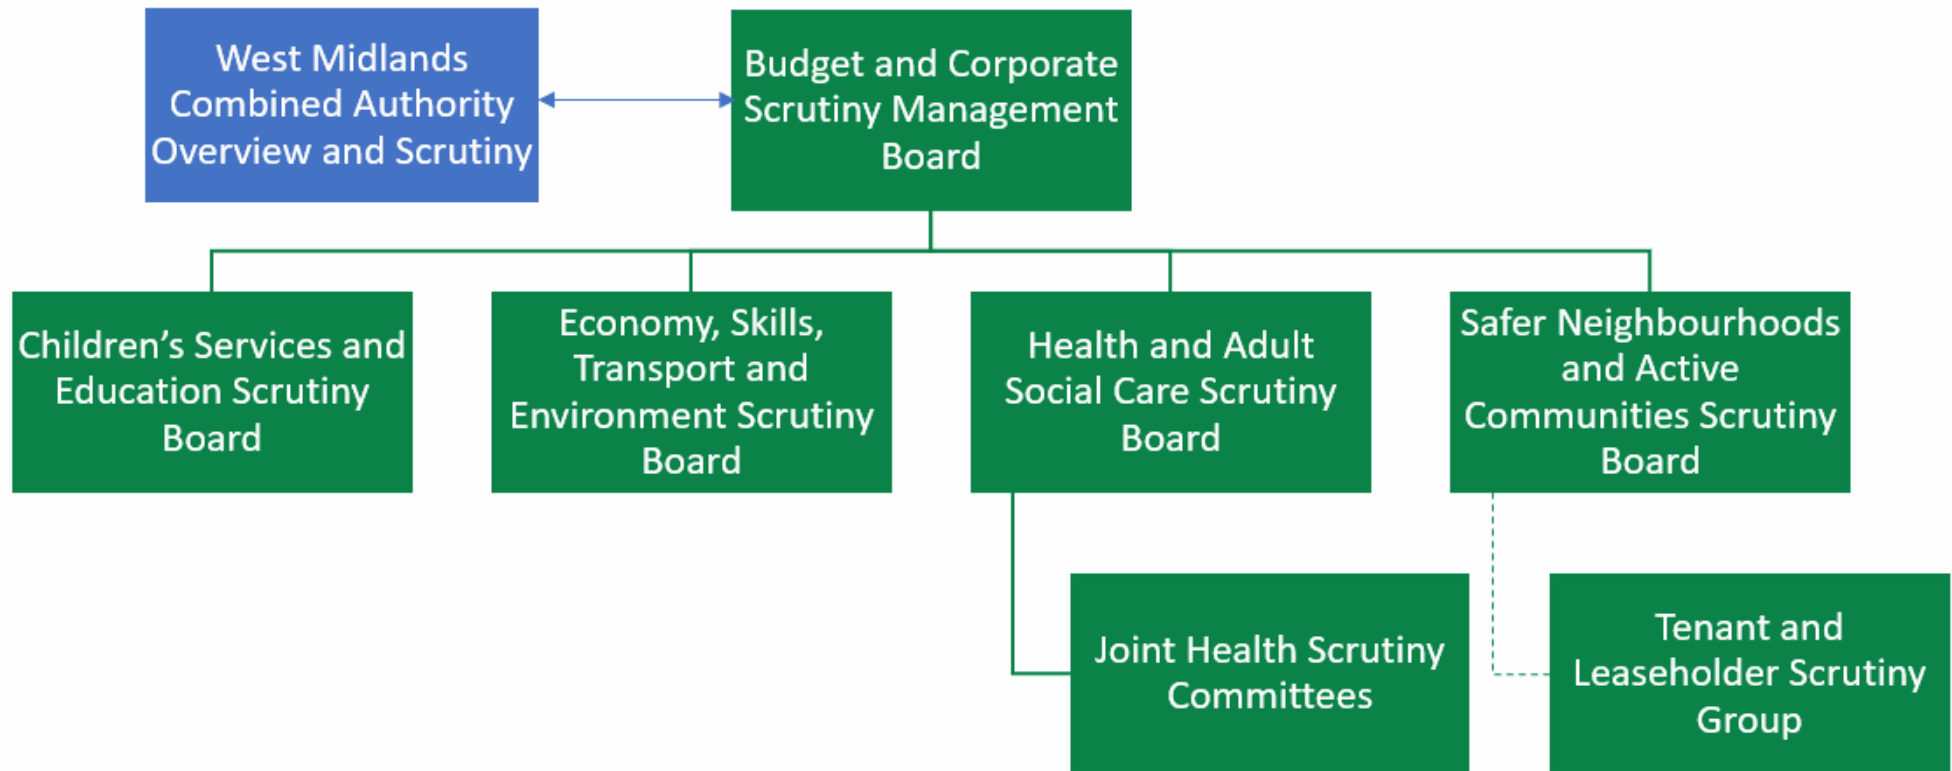 West Midlands
Combined Authority
Overview and Scrutiny
Budget and Corporate
Scrutiny Management
Board
Children’s Services and
Education Scrutiny
Board
Economy, Skills,
Transport and
Environment Scrutiny
Board
Health and Adult
Social Care Scrutiny
Board
Safer Neighbourhoods
and Active
Communities Scrutiny
Board
Joint Health Scrutiny
Committees
Tenant and
Leaseholder Scrutiny
Group